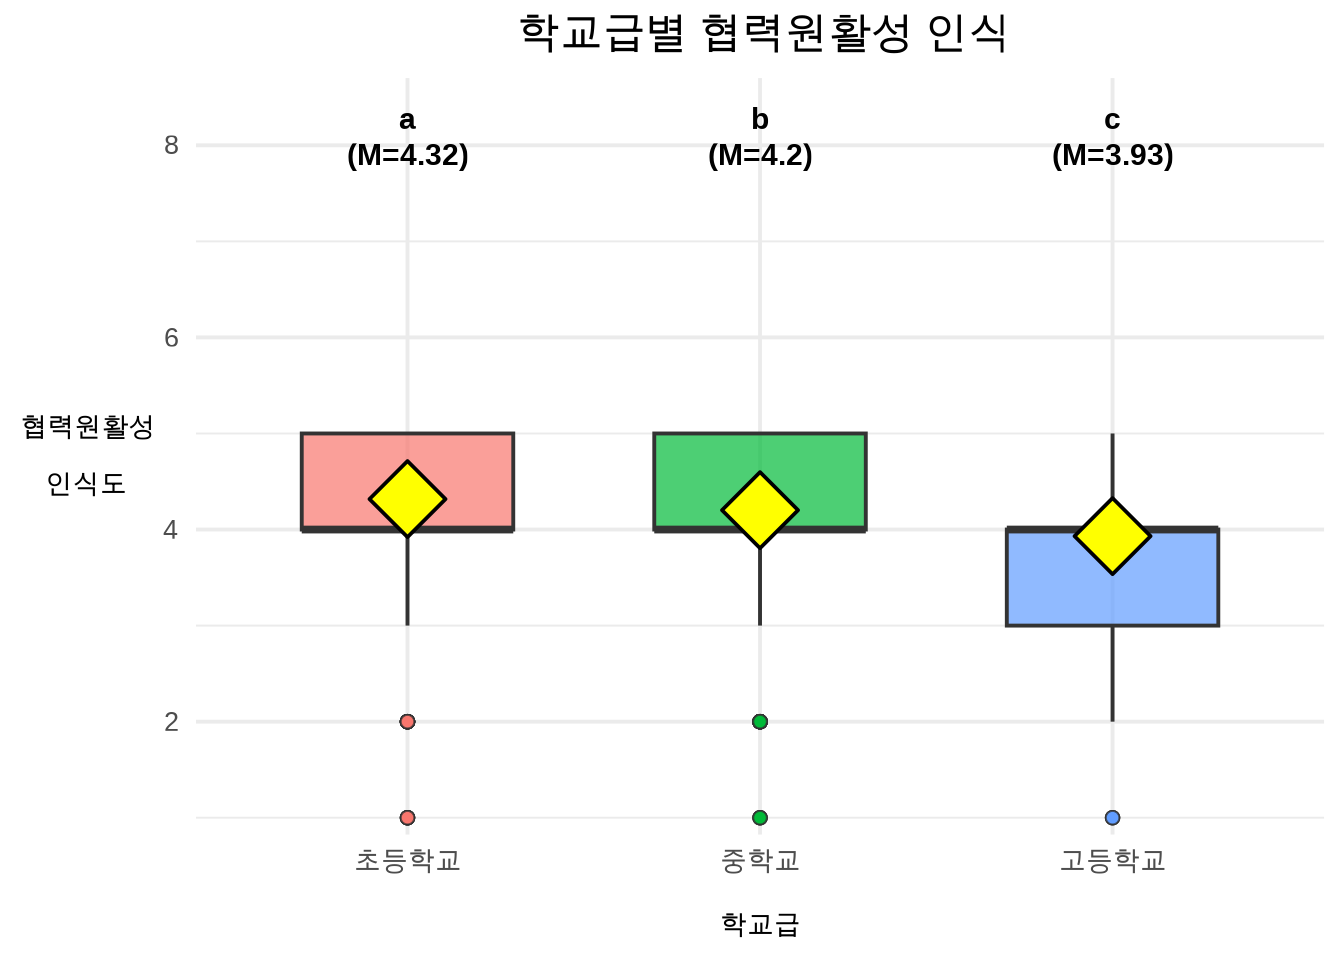 학교급별 협력원활성 인식
a
(M=4.32)
b
(M=4.2)
c
(M=3.93)
8
6
4
2
협력원활성
인식도
초등학교
중학교
고등학교
학교급